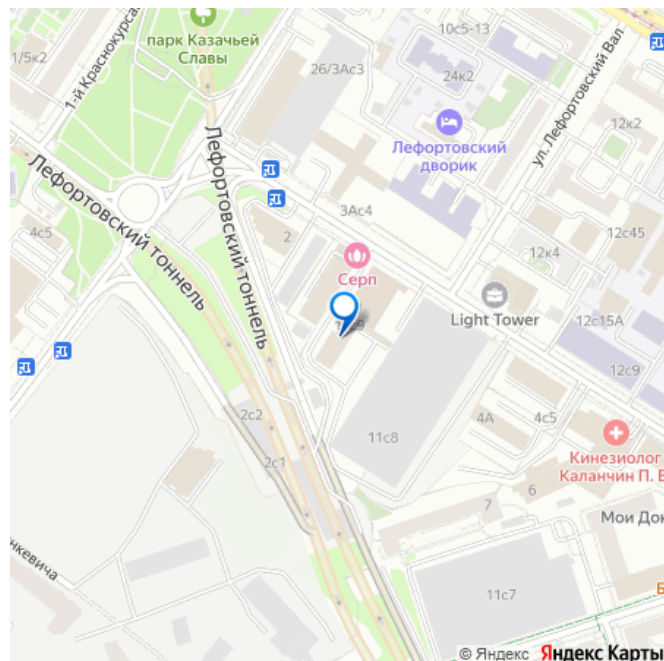 10с5-13
парк Казачьей
Славы
1/5к2
1-й Краснокурса
26/3Ас3
24к2
ул. Лефортовский Вал
12к2
Лефортовский
дворик
Лефортовский тоннель
Лефортовский тоннель
3Ас4
4с5
2
12с45
12к4
Серп
Light Tower
12с15А
12с9
2с2
2с1
11с8
4А
4с5
Кинезиолог
Каланчин П. В
7
6
Мои Док
нкевича
11с7
Б
© Яндекс Яндекс Карты